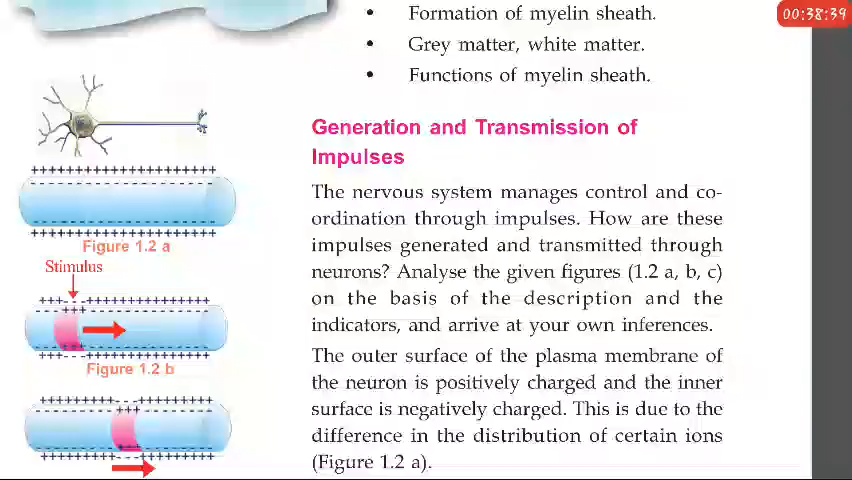 • Formation of myelin sheath.
• Grey matter, white matter.
• Functions of myelin sheath.
00:38:39
Generation and Transmission of
Impulses
The nervous system manages control and co-
ordination through impulses. How are these
impulses generated and transmitted through
neurons? Analyse the given figures (1.2 a, b, c)
on the basis of the description and the
indicators, and arrive at your own inferences.
The outer surface of the plasma membrane of
the neuron is positively charged and the inner
surface is negatively charged. This is due to the
difference in the distribution of certain ions
(Figure 1.2 a).
Figure 1.2 a
Stimulus
Figure 1.2 b